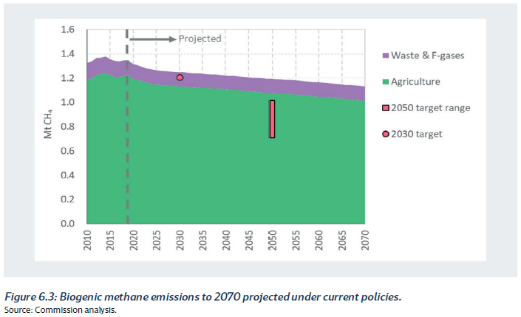 1.6
1.4
1.2
1.0
0.8
0.6
0.4
0.2
0.0
Mt CH₄
Projected
Waste & F-gases
Agriculture
2050 target range
2030 target
2010
2015
2020
2025
2030
2035
2040
2045
2050
2055
2060
2065
2070
Figure 6.3: Biogenic methane emissions to 2070 projected under current policies.
Source: Commission analysis.